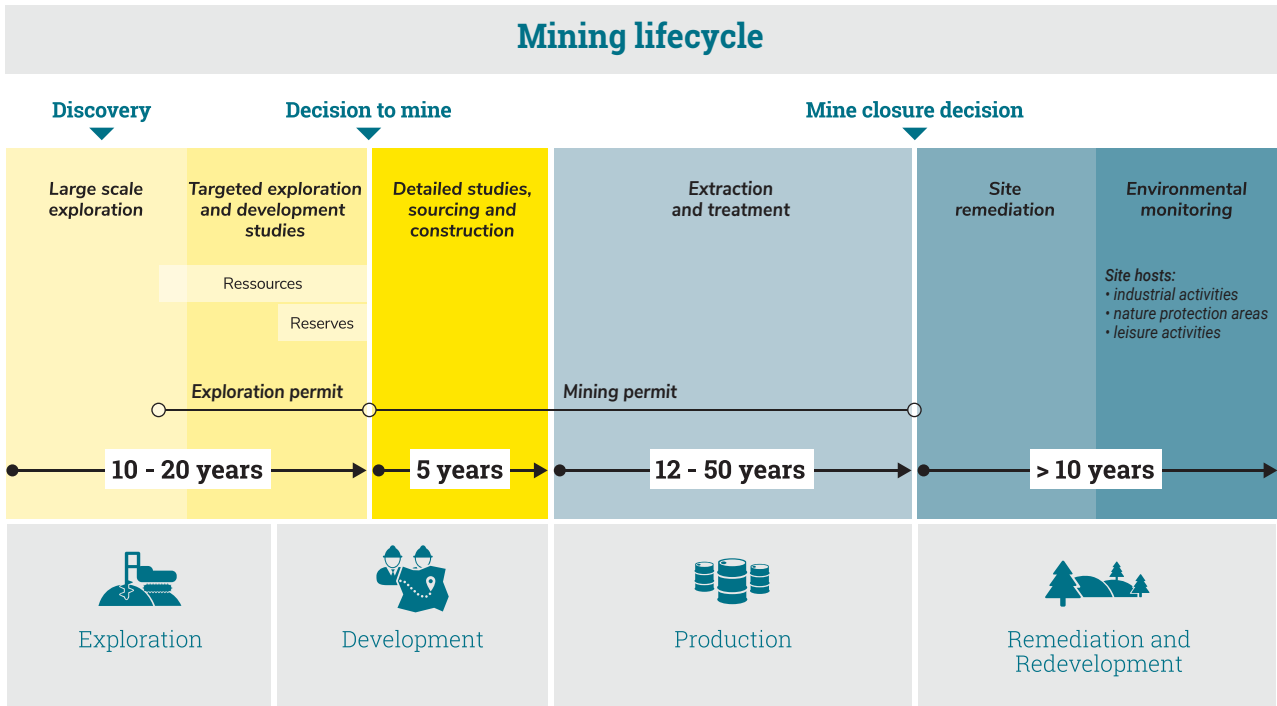 Mining lifecycle
Discovery
Decision to mine
Mine closure decision
Large scale
exploration
Targeted exploration
and development
studies
Detailed studies,
sourcing and
construction
Extraction
and treatment
Site
remediation
Environmental
monitoring
Ressources
Reserves
Site hosts:
• industrial activities
• nature protection areas
• leisure activities
Exploration permit
Mining permit
10 - 20 years
5 years
12 - 50 years
> 10 years
Exploration
Development
Production
Remediation and
Redevelopment